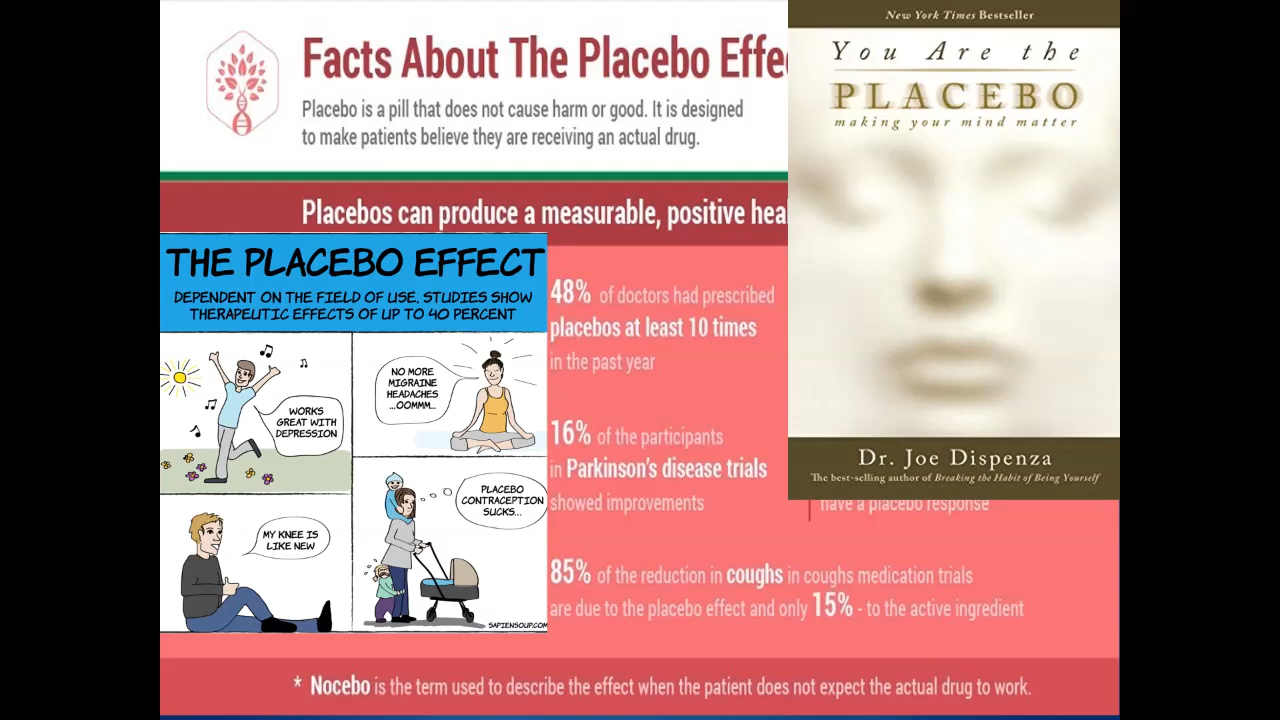 Facts About The Placebo Effe
Placebo is a pill that does not cause harm or good. It is designed
to make patients believe they are receiving an actual drug.
Placebos can produce a measurable, positive heal
48% of doctors had prescribed
placebos at least 10 times
in the past year
16% of the participants
in Parkinson's disease trials
showed improvements
have a placebo response
85% of the reduction in coughs in coughs medication trials
are due to the placebo effect and only 15% - to the active ingredient
* Nocebo is the term used to describe the effect when the patient does not expect the actual drug to work.
THE PLACEBO EFFECT
DEPENDENT ON THE FIELD OF USE, STUDIES SHOW
THERAPEUTIC EFFECTS OF UP TO 40 PERCENT
WORKS
GREAT WITH
DEPRESSION
NO MORE
MIGRAINE
HEADACHES
...OOMMM...
MY KNEE IS
LIKE NEW
PLACEBO
CONTRACEPTION
SUCKS...
SAPIENSOUP.COM
New York Times Bestseller
You Are the
PLACEBO
making your mind matter
Dr. Joe Dispenza
The best-selling author of Breaking the Habit of Being Yourself